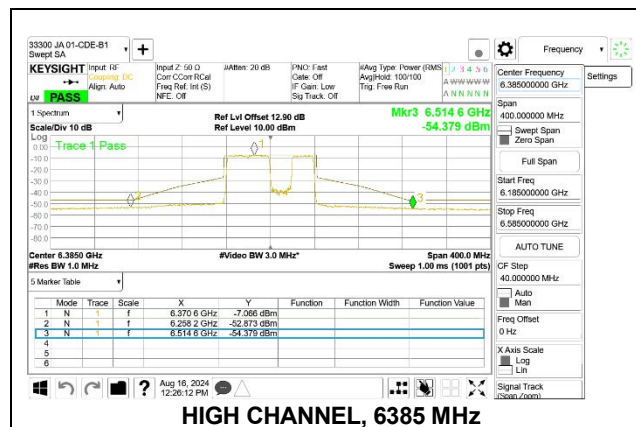 33300 JA 01-CDE-B1
Swept SA
Frequency
KEYSIGHT
Input: RF
Coupling: DC
Align: Auto
Input Z: 50 Ω
Corr CCorr RCal
Freq Ref: Int (S)
NFE: Off
#Atten: 20 dB
PNO: Fast
Gate: Off
IF Gain: Low
Sig Track: Off
#Avg Type: Power (RMS
Avg|Hold: 100/100
Trig: Free Run
1 2 3 4 5 6
A W W W W W
A N N N N N
LXI
PASS
1 Spectrum
Scale/Div 10 dB
Ref Lvl Offset 12.90 dB
Ref Level 10.00 dBm
Mkr3 6.514 6 GHz
-54.379 dBm
Log
Trace 1 Pass
0.00
-10.0
-20.0
-30.0
-40.0
-50.0
-60.0
-70.0
-80.0
1
2
3
Center 6.3850 GHz
#Res BW 1.0 MHz
#Video BW 3.0 MHz*
Span 400.0 MHz
Sweep 1.00 ms (1001 pts)
5 Marker Table
Mode Trace Scale X Y Function Function Width Function Value
1 N 1 f 6.370 6 GHz -7.066 dBm
2 N 1 f 6.258 2 GHz -52.873 dBm
3 N 1 f 6.514 6 GHz -54.379 dBm
4
5
6
Aug 16, 2024
12:26:12 PM
Center Frequency
6.385000000 GHz
Settings
Span
400.000000 MHz
Swept Span
Zero Span
Full Span
Start Freq
6.185000000 GHz
Stop Freq
6.585000000 GHz
AUTO TUNE
CF Step
40.000000 MHz
Auto
Man
Freq Offset
0 Hz
X Axis Scale
Log
Lin
Signal Track
(Span Zoom)
HIGH CHANNEL, 6385 MHz